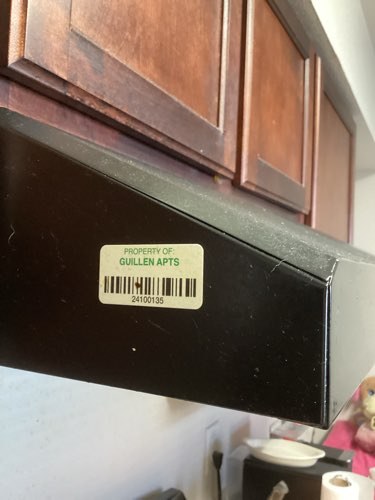 PROPERTY OF:
GUILLEN APTS
24100135